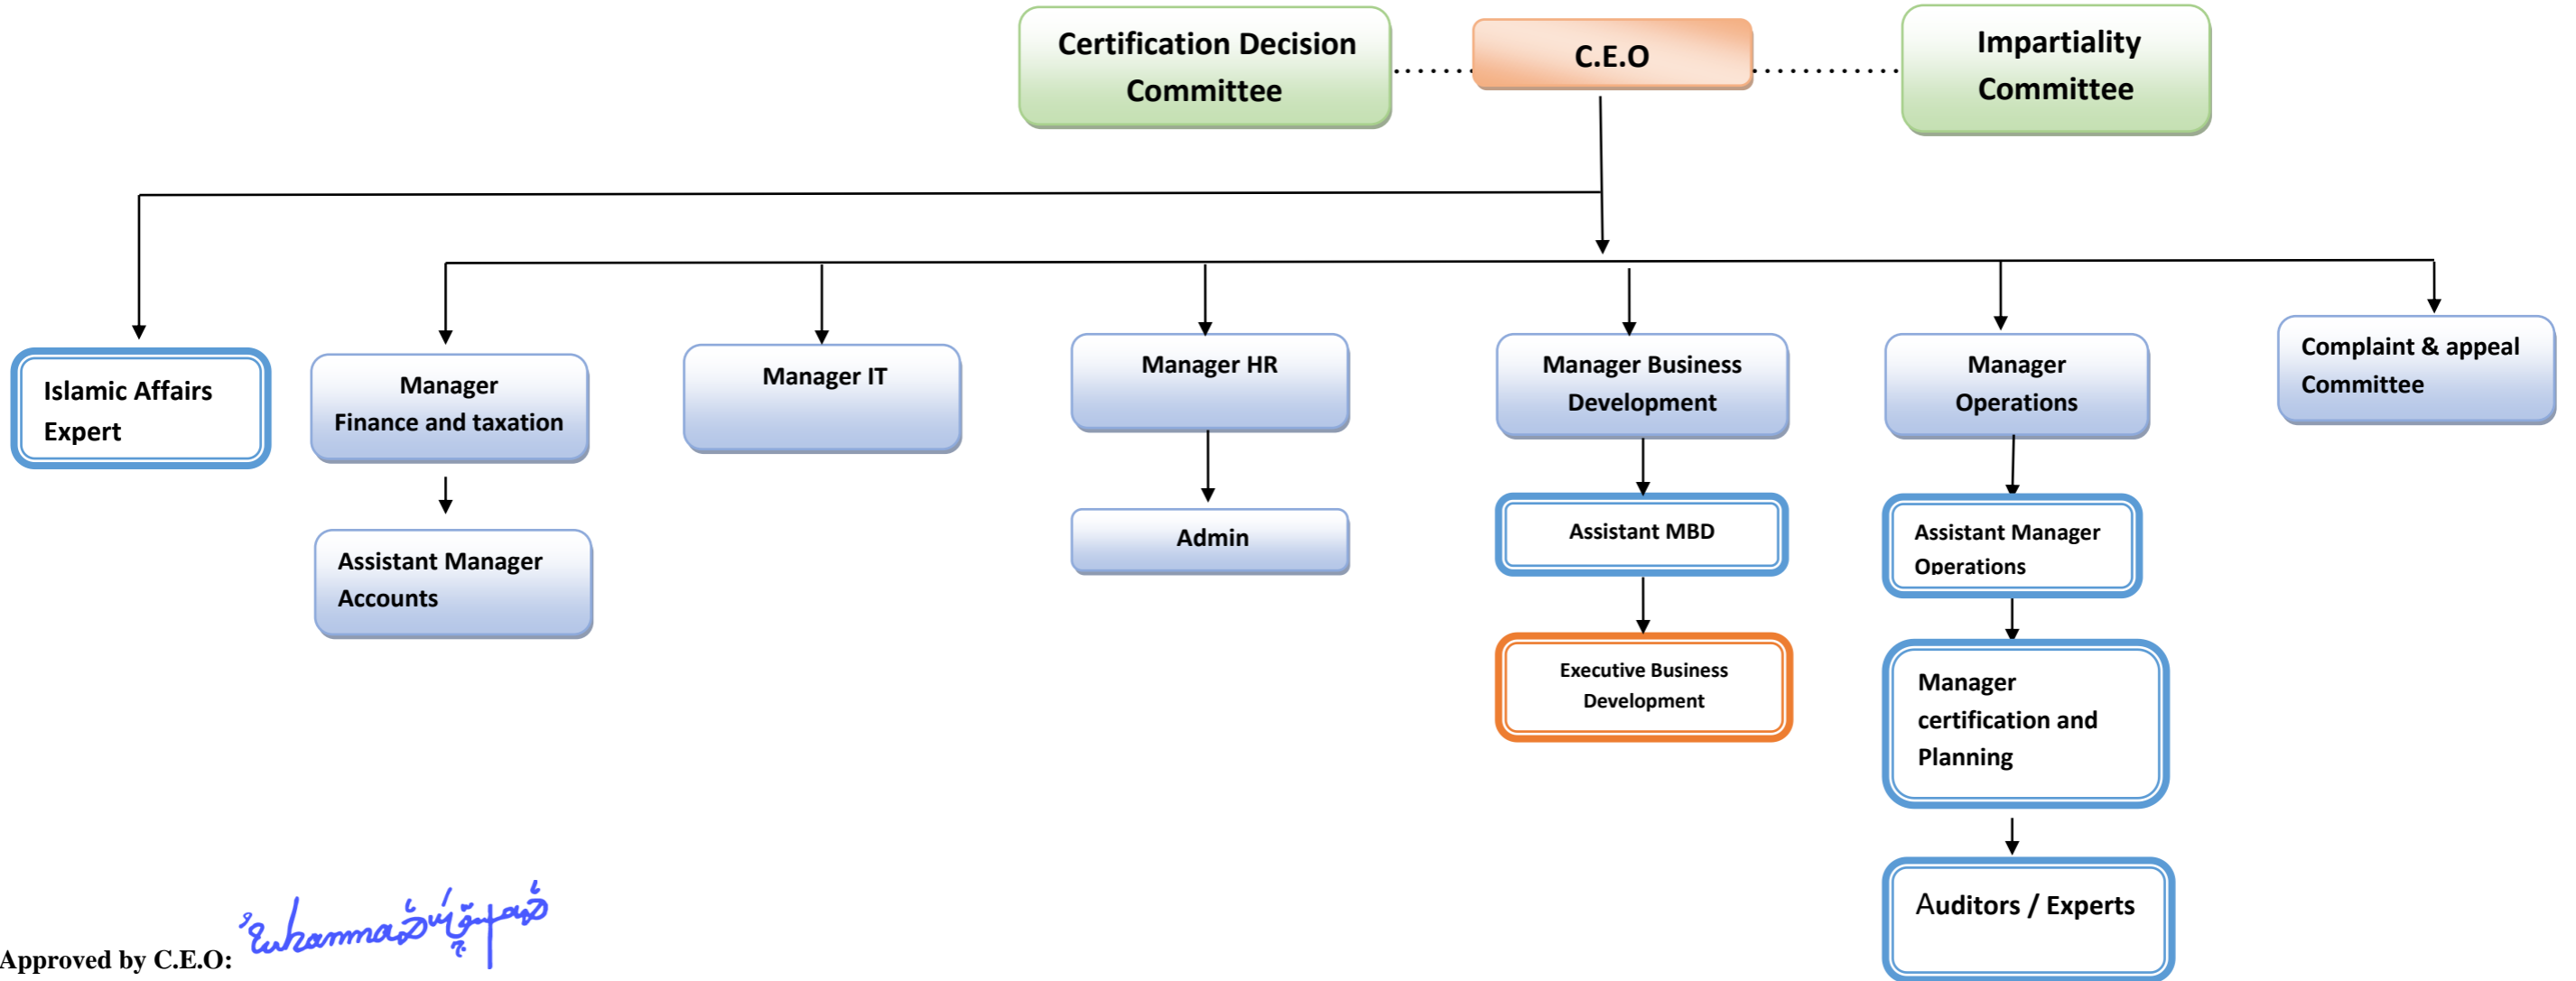 Certification Decision
Committee
C.E.O
Impartiality
Committee
Islamic Affairs
Expert
Manager
Finance and taxation
Manager IT
Manager HR
Manager Business
Development
Manager
Operations
Complaint & appeal
Committee
Assistant Manager
Accounts
Admin
Assistant MBD
Assistant Manager
Operations
Executive Business
Development
Manager
certification and
Planning
Auditors / Experts
Approved by C.E.O: